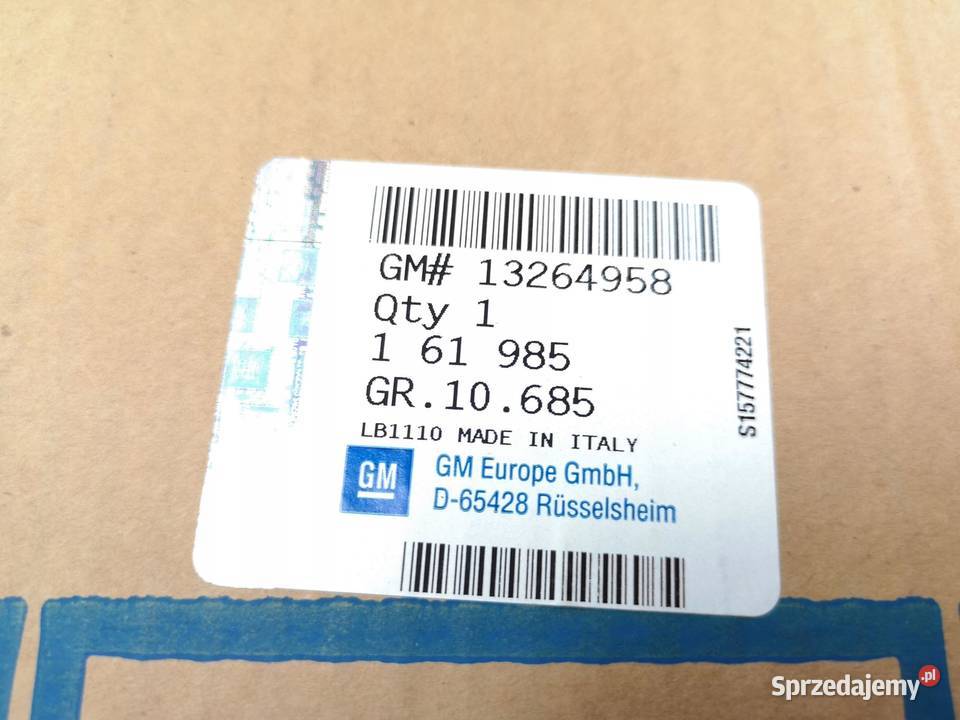 GM# 13264958
Qty 1
1 61 985
GR.10.685
LB1110 MADE IN ITALY
GM
GM Europe GmbH,
D-65428 Rüsselsheim
S157774221
Sprzedajemy.pl